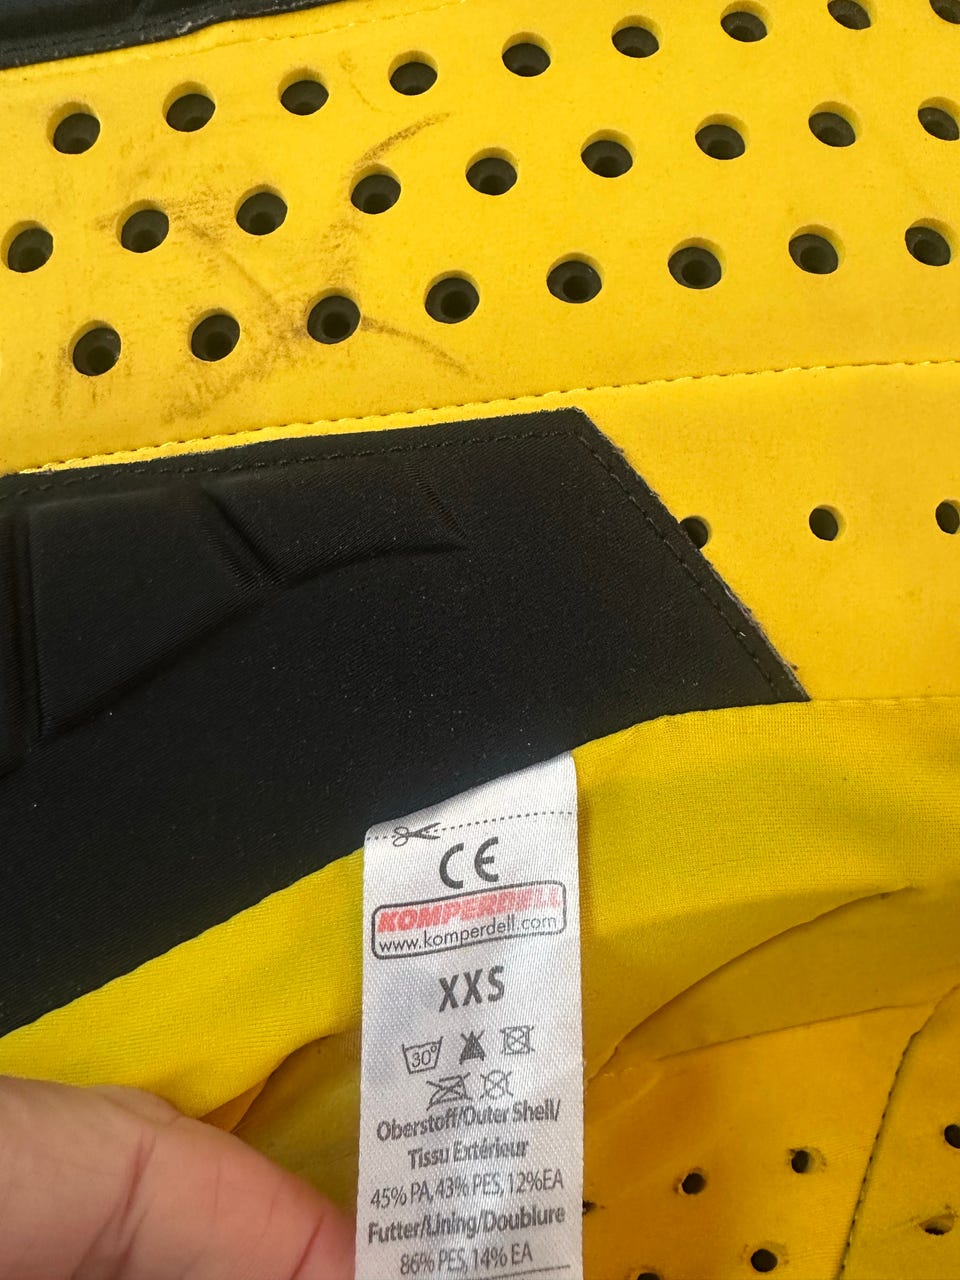 CE
KOMPERDELL
www.komperdell.com
XXS
30°
Oberstoff/Outer Shell/
Tissu Extérieur
45% PA, 43% PES, 12%EA
Futter/Lining/Doublure
86% PES, 14% EA